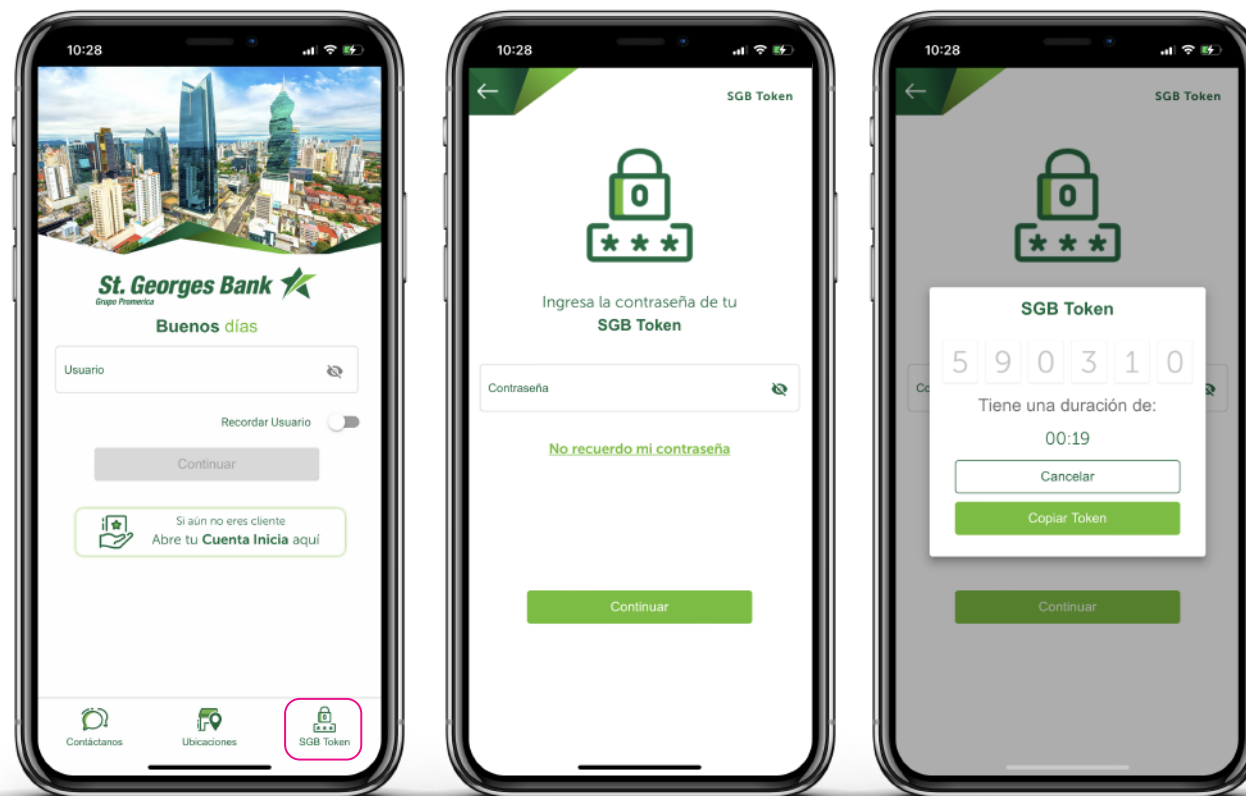 10:28
St. Georges Bank
Grupo Promerica
Buenos días
Usuario
Recordar Usuario
Continuar
Si aún no eres cliente
Abre tu Cuenta Inicia aquí
Contáctanos
Ubicaciones
SGB Token
10:28
SGB Token
0
***
Ingresa la contraseña de tu
SGB Token
Contraseña
No recuerdo mi contraseña
Continuar
10:28
SGB Token
0
***
SGB Token
5 9 0 3 1 0
Co
Tiene una duración de:
00:19
Cancelar
Copiar Token
Continuar